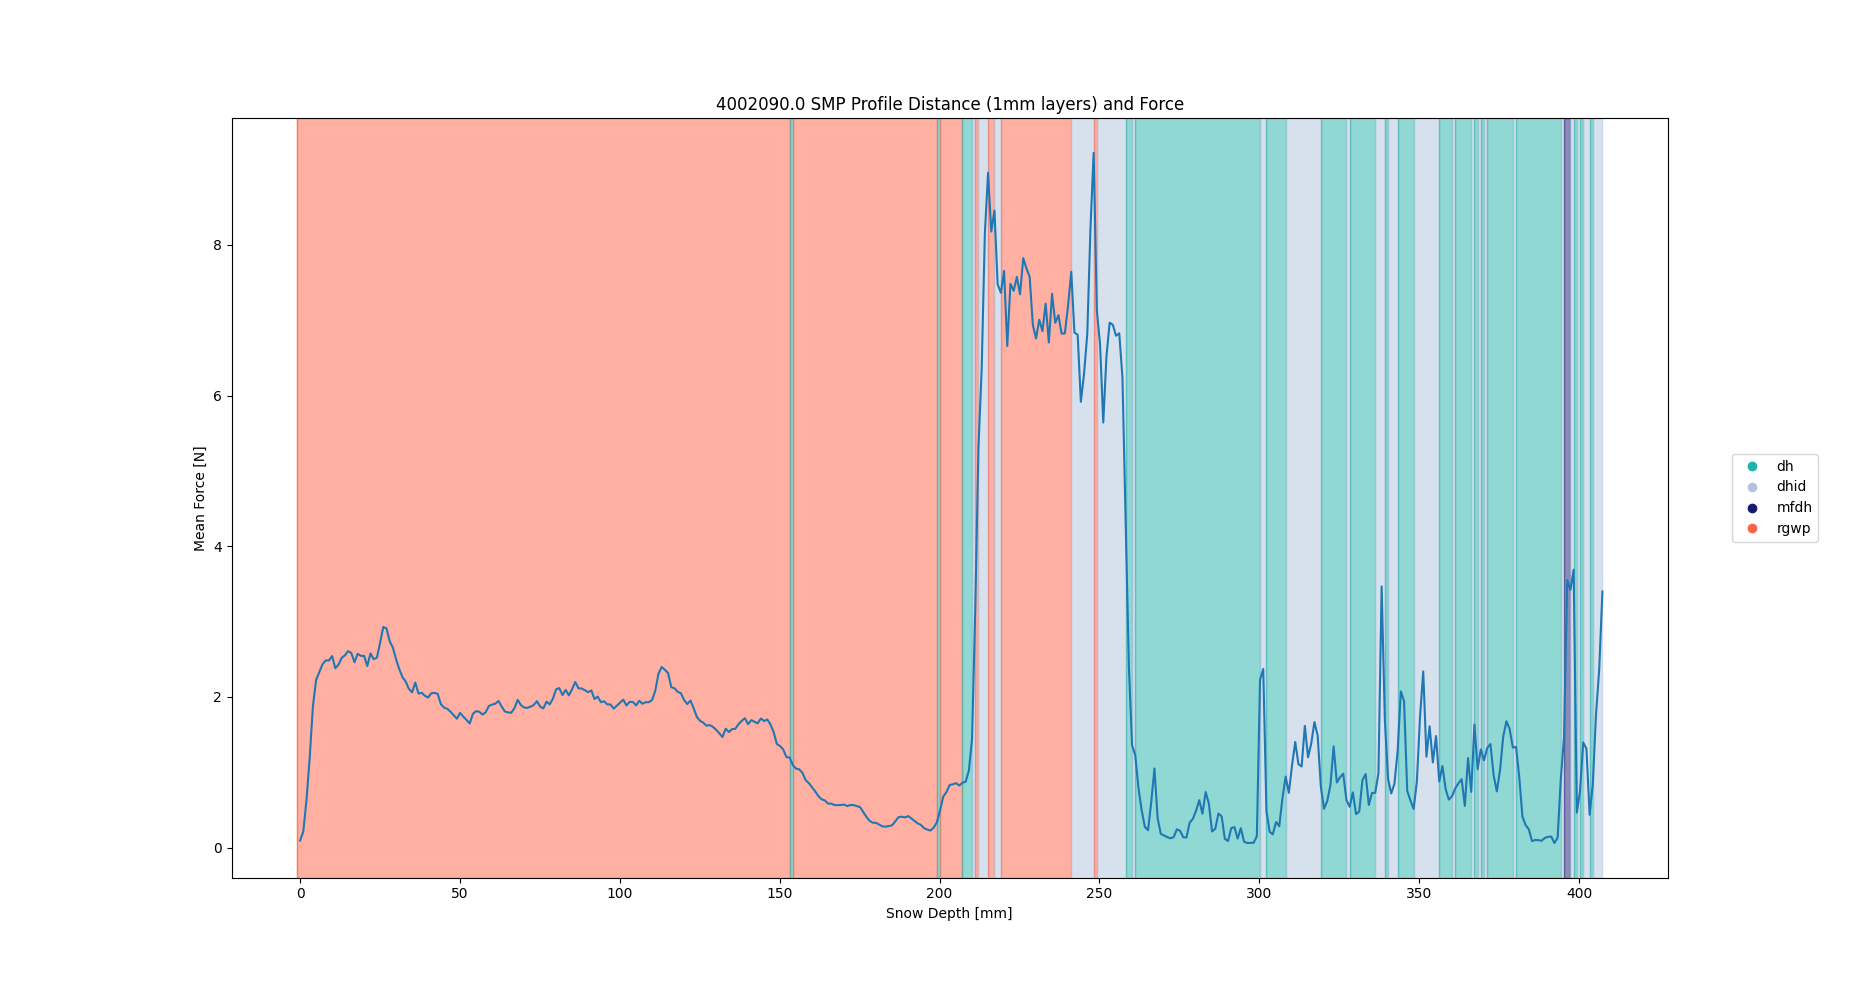 4002090.0 SMP Profile Distance (1mm layers) and Force
Mean Force [N]
8
6
4
2
0
0 50 100 150 200 250 300 350 400
Snow Depth [mm]
dh
dhid
mfdh
rgwp